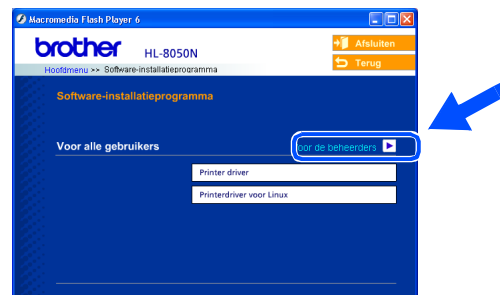 Macromedia Flash Player 6
brother HL-8050N
Afsluiten
Hoofdmenu >> Software-installatieprogramma
Terug
Software-installatieprogramma
Voor alle gebruikers
oor de beheerders
Printer driver
Printerdriver voor Linux